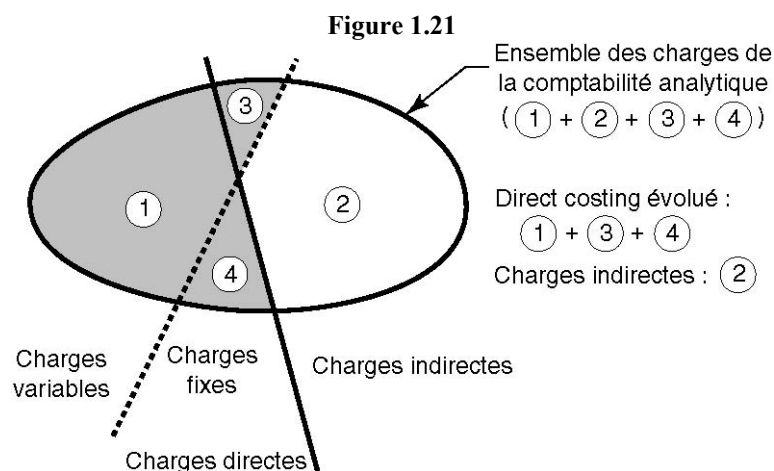 Figure 1.21
Ensemble des charges de
la comptabilité analytique
( 1 + 2 + 3 + 4 )
3
1
2
4
Direct costing évolué :
1 + 3 + 4
Charges indirectes : 2
Charges
variables
Charges
fixes
Charges indirectes
Charges directes